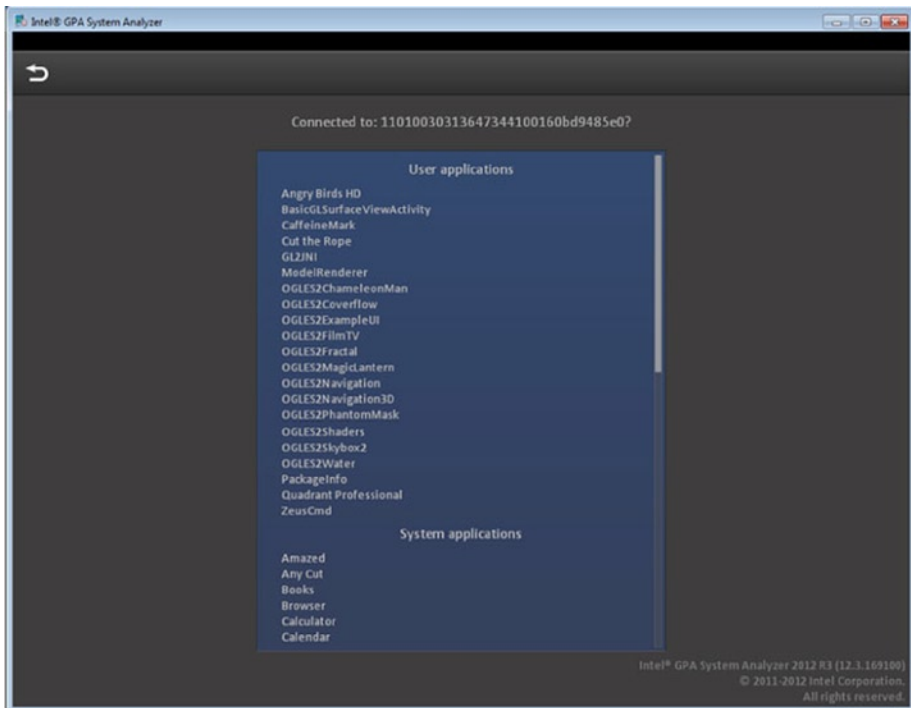 Intel® GPA System Analyzer
Connected to: 11010030313647344100160bd9485e0?
User applications
Angry Birds HD
BasicGLSurfaceViewActivity
CaffeineMark
Cut the Rope
GL2JNI
ModelRenderer
OGLES2ChameleonMan
OGLES2Coverflow
OGLES2ExampleUI
OGLES2FilmTV
OGLES2Fractal
OGLES2MagicLantern
OGLES2Navigation
OGLES2Navigation3D
OGLES2PhantomMask
OGLES2Shaders
OGLES2Skybox2
OGLES2Water
PackageInfo
Quadrant Professional
ZeusCmd
System applications
Amazed
Any Cut
Books
Browser
Calculator
Calendar
Intel® GPA System Analyzer 2012 R3 (12.3.169100)
© 2011-2012 Intel Corporation.
All rights reserved.